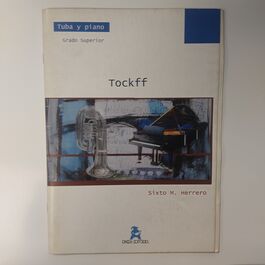 Tuba y piano
Grado Superior
Tockff
Sixto M. Herrero